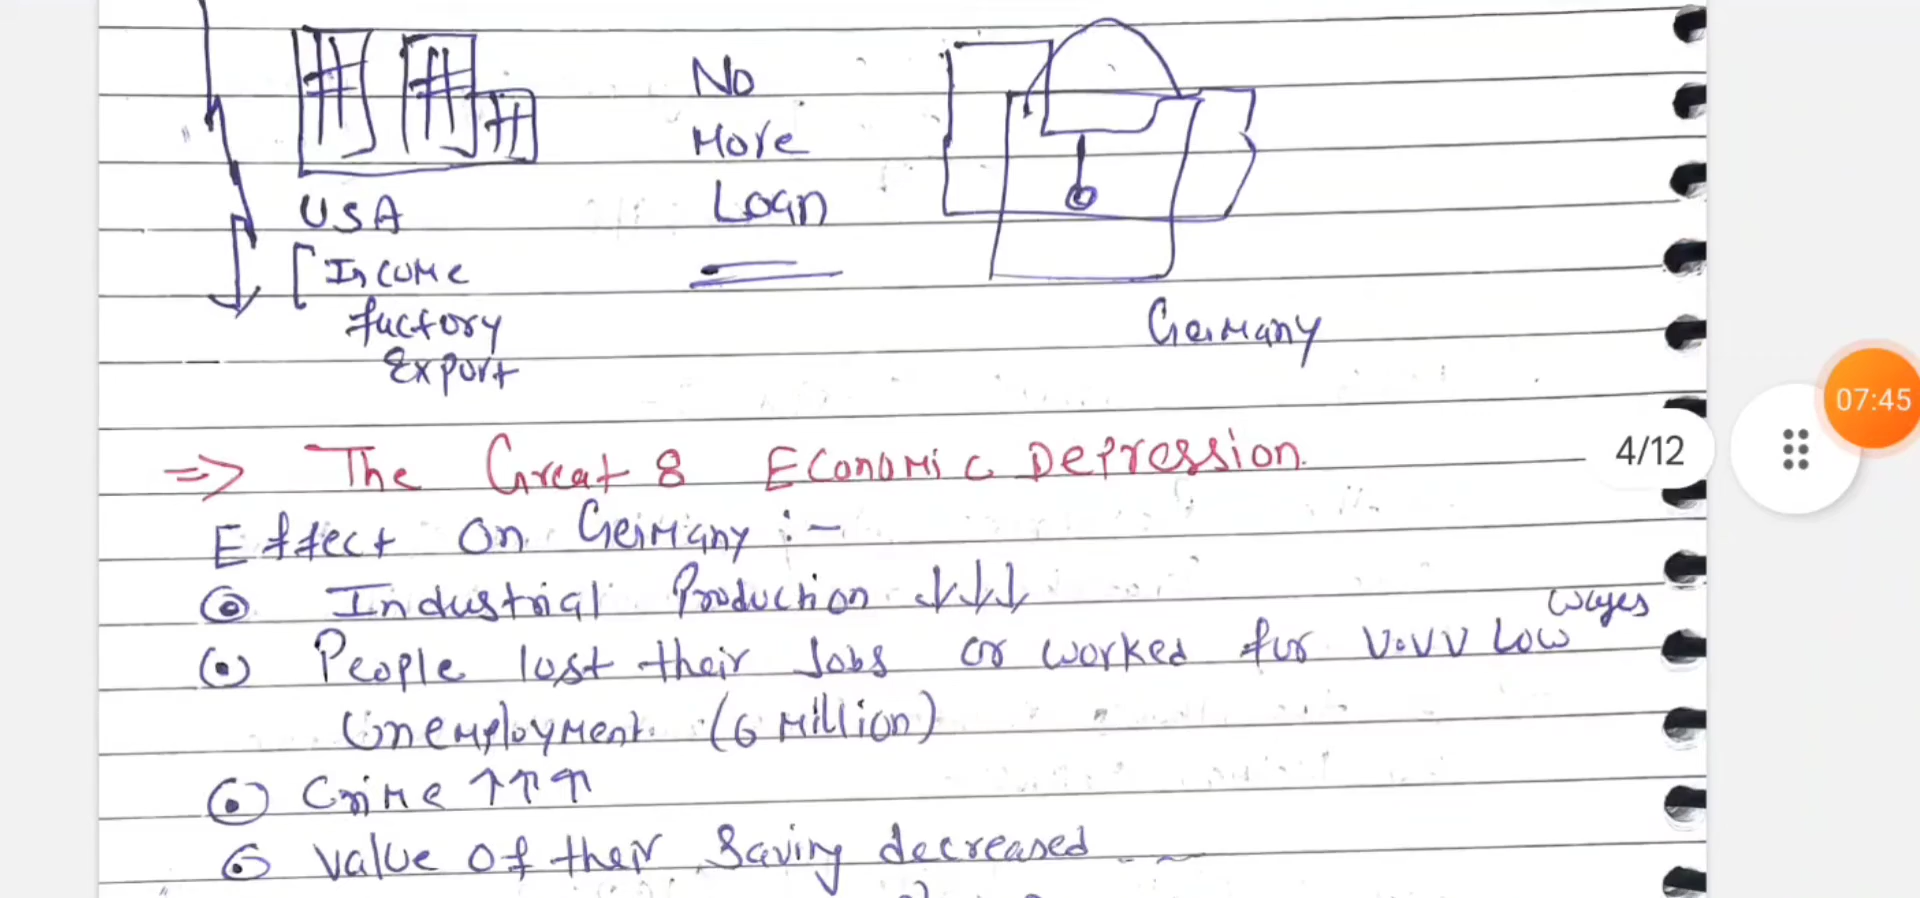 No
More
Loan
USA
[Income
factory
Export
Germany
07:45
4/12
=> The Great & Economic Depression.
Effect on Germany :-
Industrial Production ↓↓↓
wages
People lost their Jobs or worked for V.V.V Low
Unemployment. (6 Million)
Crime ↑↑↑
Value of their Saving decreased